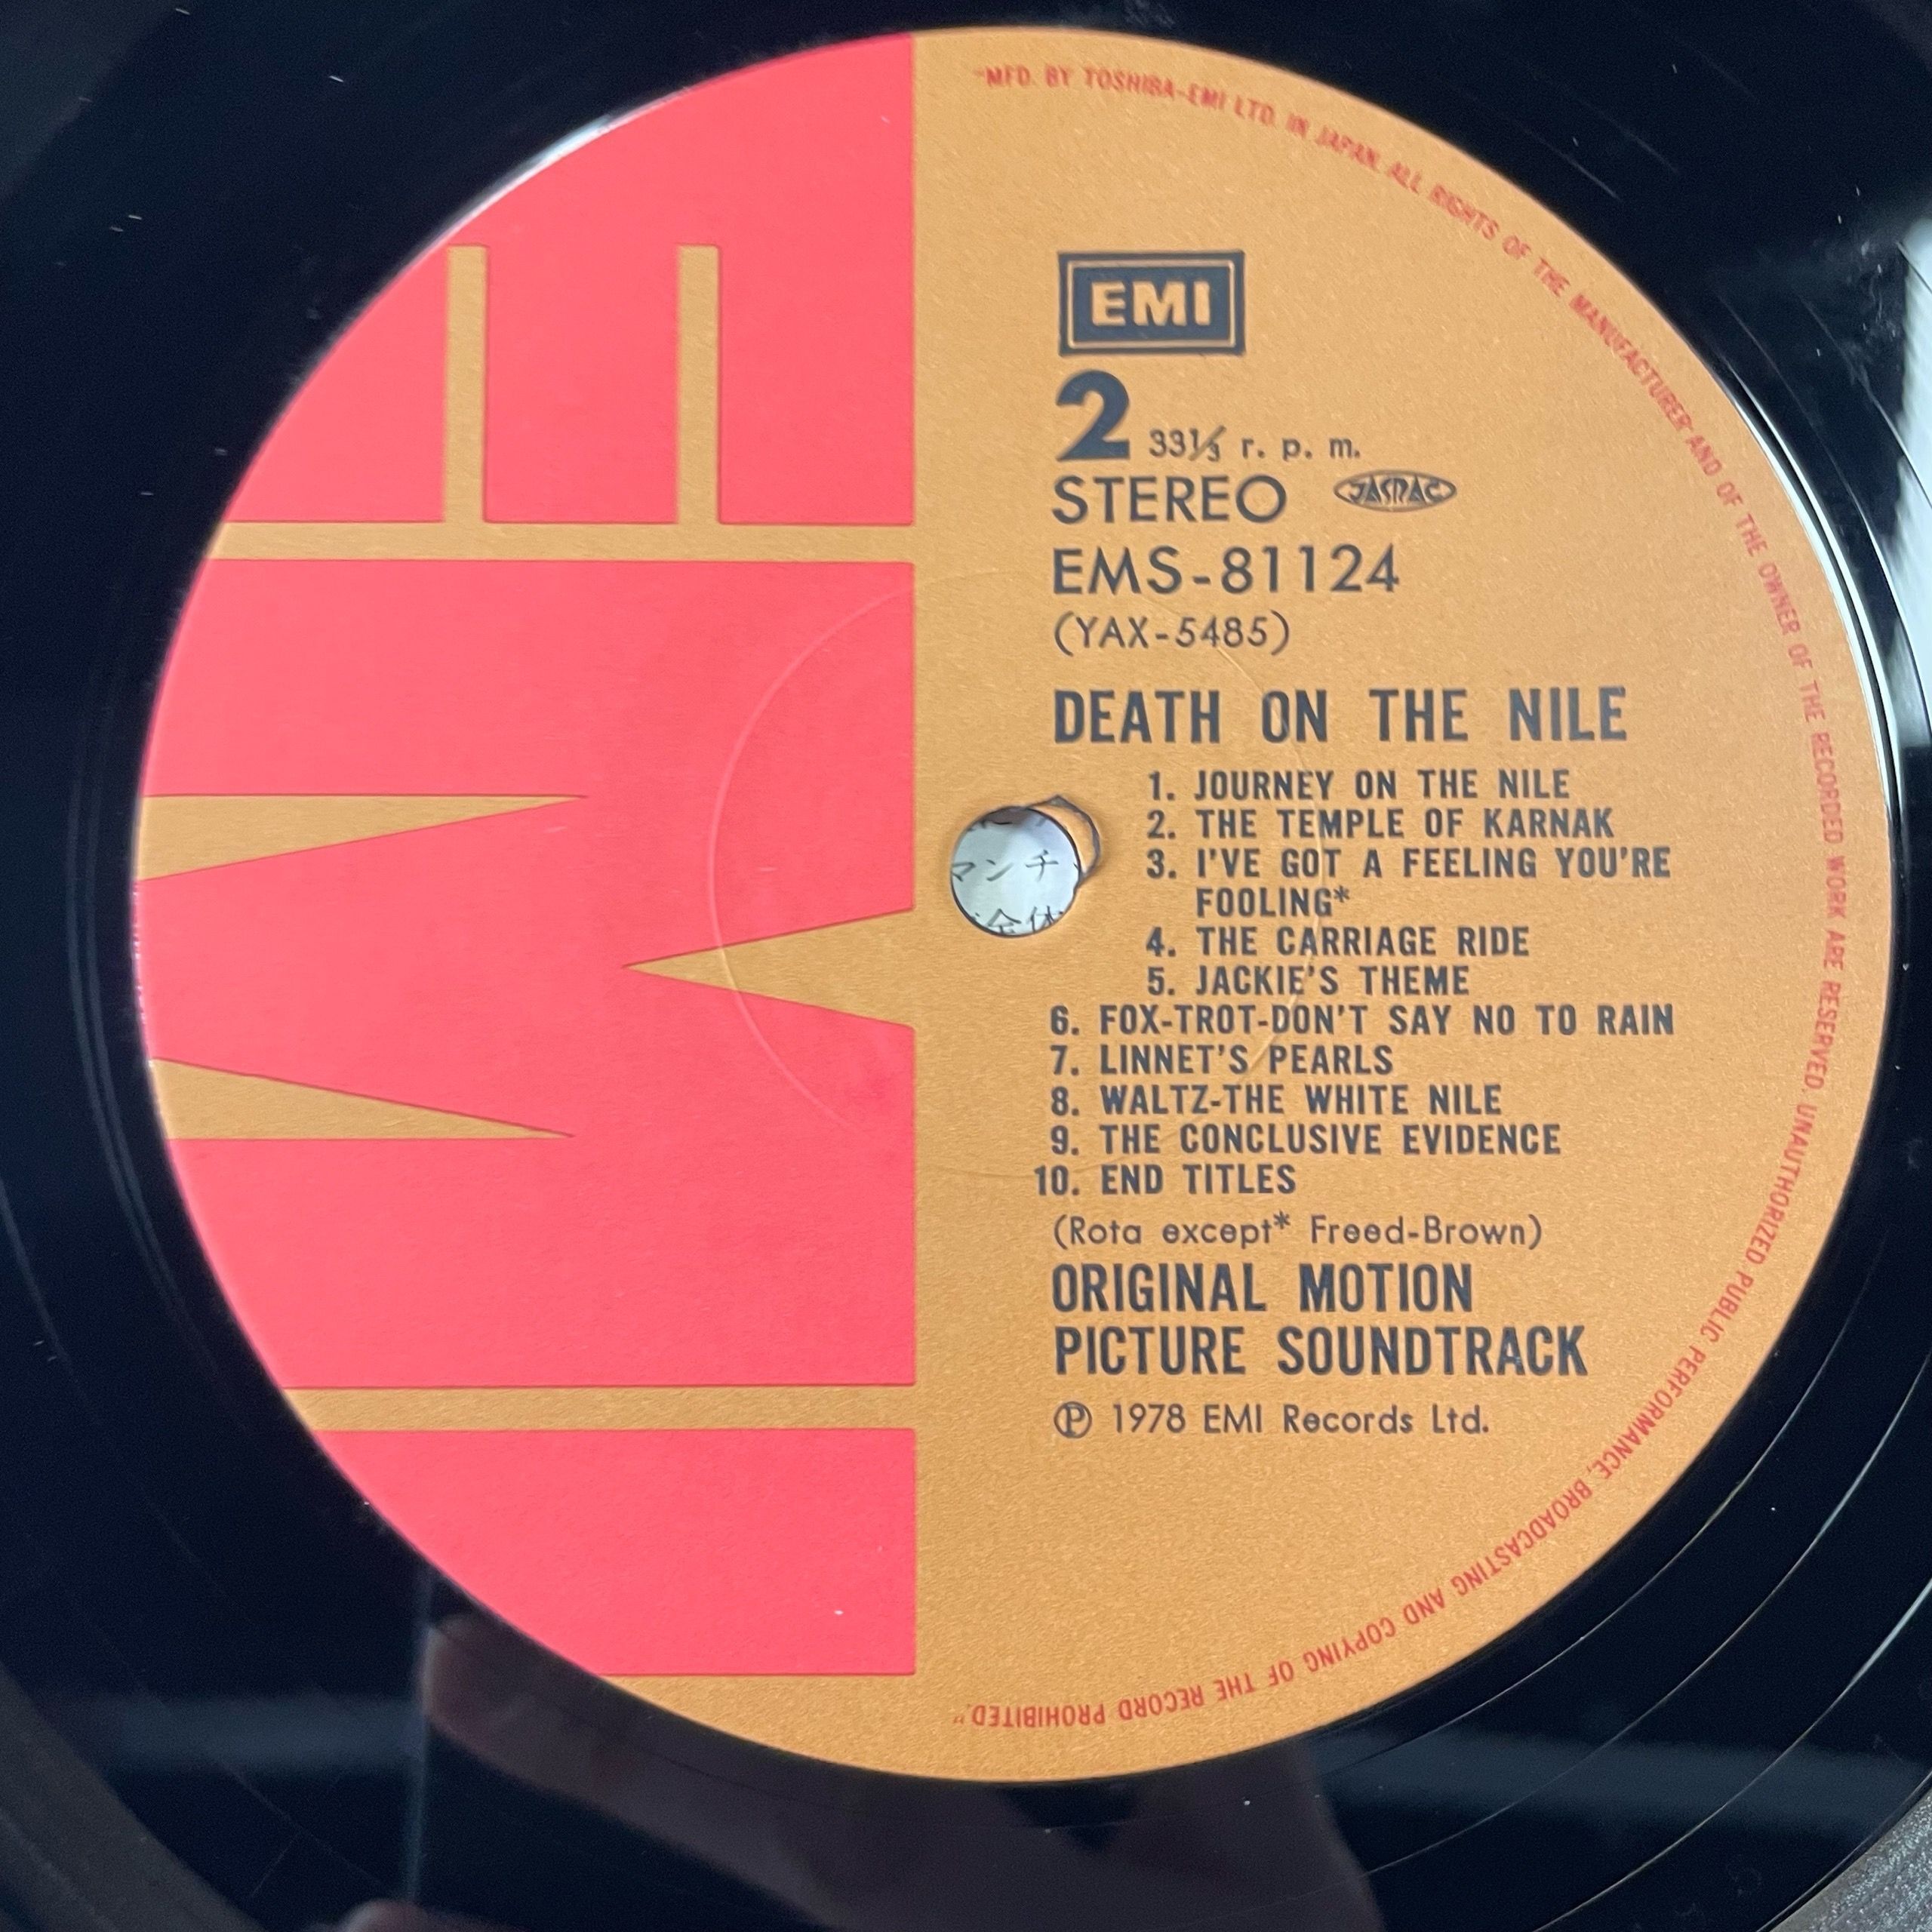 "MFD. BY TOSHIBA-EMI LTD. IN JAPAN. ALL RIGHTS OF THE MANUFACTURER AND OF THE OWNER OF THE RECORDED WORK ARE RESERVED. UNAUTHORIZED PUBLIC PERFORMANCE, BROADCASTING AND COPYING OF THE RECORD PROHIBITED."
EMI
2 33⅓ r. p. m.
STEREO JASRAC
EMS-81124
(YAX-5485)
DEATH ON THE NILE
1. JOURNEY ON THE NILE
2. THE TEMPLE OF KARNAK
3. I'VE GOT A FEELING YOU'RE
FOOLING*
4. THE CARRIAGE RIDE
5. JACKIE'S THEME
6. FOX-TROT-DON'T SAY NO TO RAIN
7. LINNET'S PEARLS
8. WALTZ-THE WHITE NILE
9. THE CONCLUSIVE EVIDENCE
10. END TITLES
(Rota except* Freed-Brown)
ORIGINAL MOTION
PICTURE SOUNDTRACK
Ⓟ 1978 EMI Records Ltd.
マンチ
全体